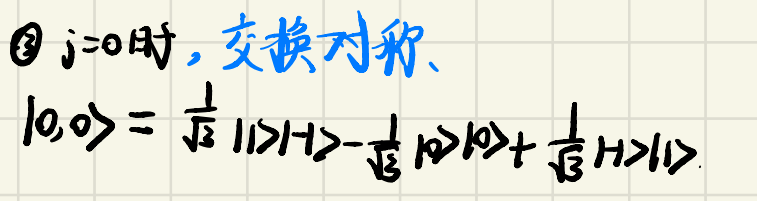 ③ j=0时，交换对称、
|0,0> = 1/√3 |1>|-1> - 1/√3 |0>|0> + 1/√3 |-1>|1>.